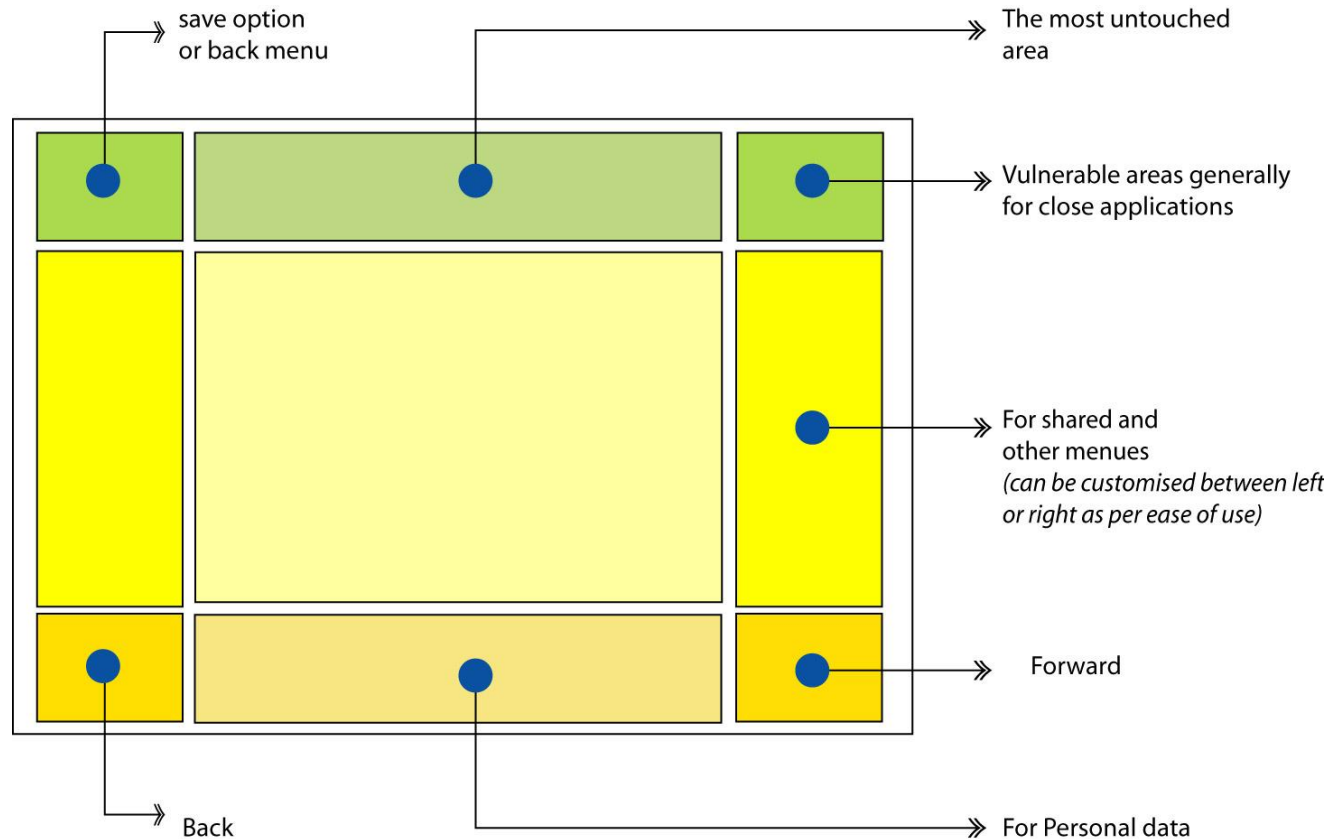 save option
or back menu
The most untouched
area
Vulnerable areas generally
for close applications
For shared and
other menues
(can be customised between left
or right as per ease of use)
Forward
Back
For Personal data